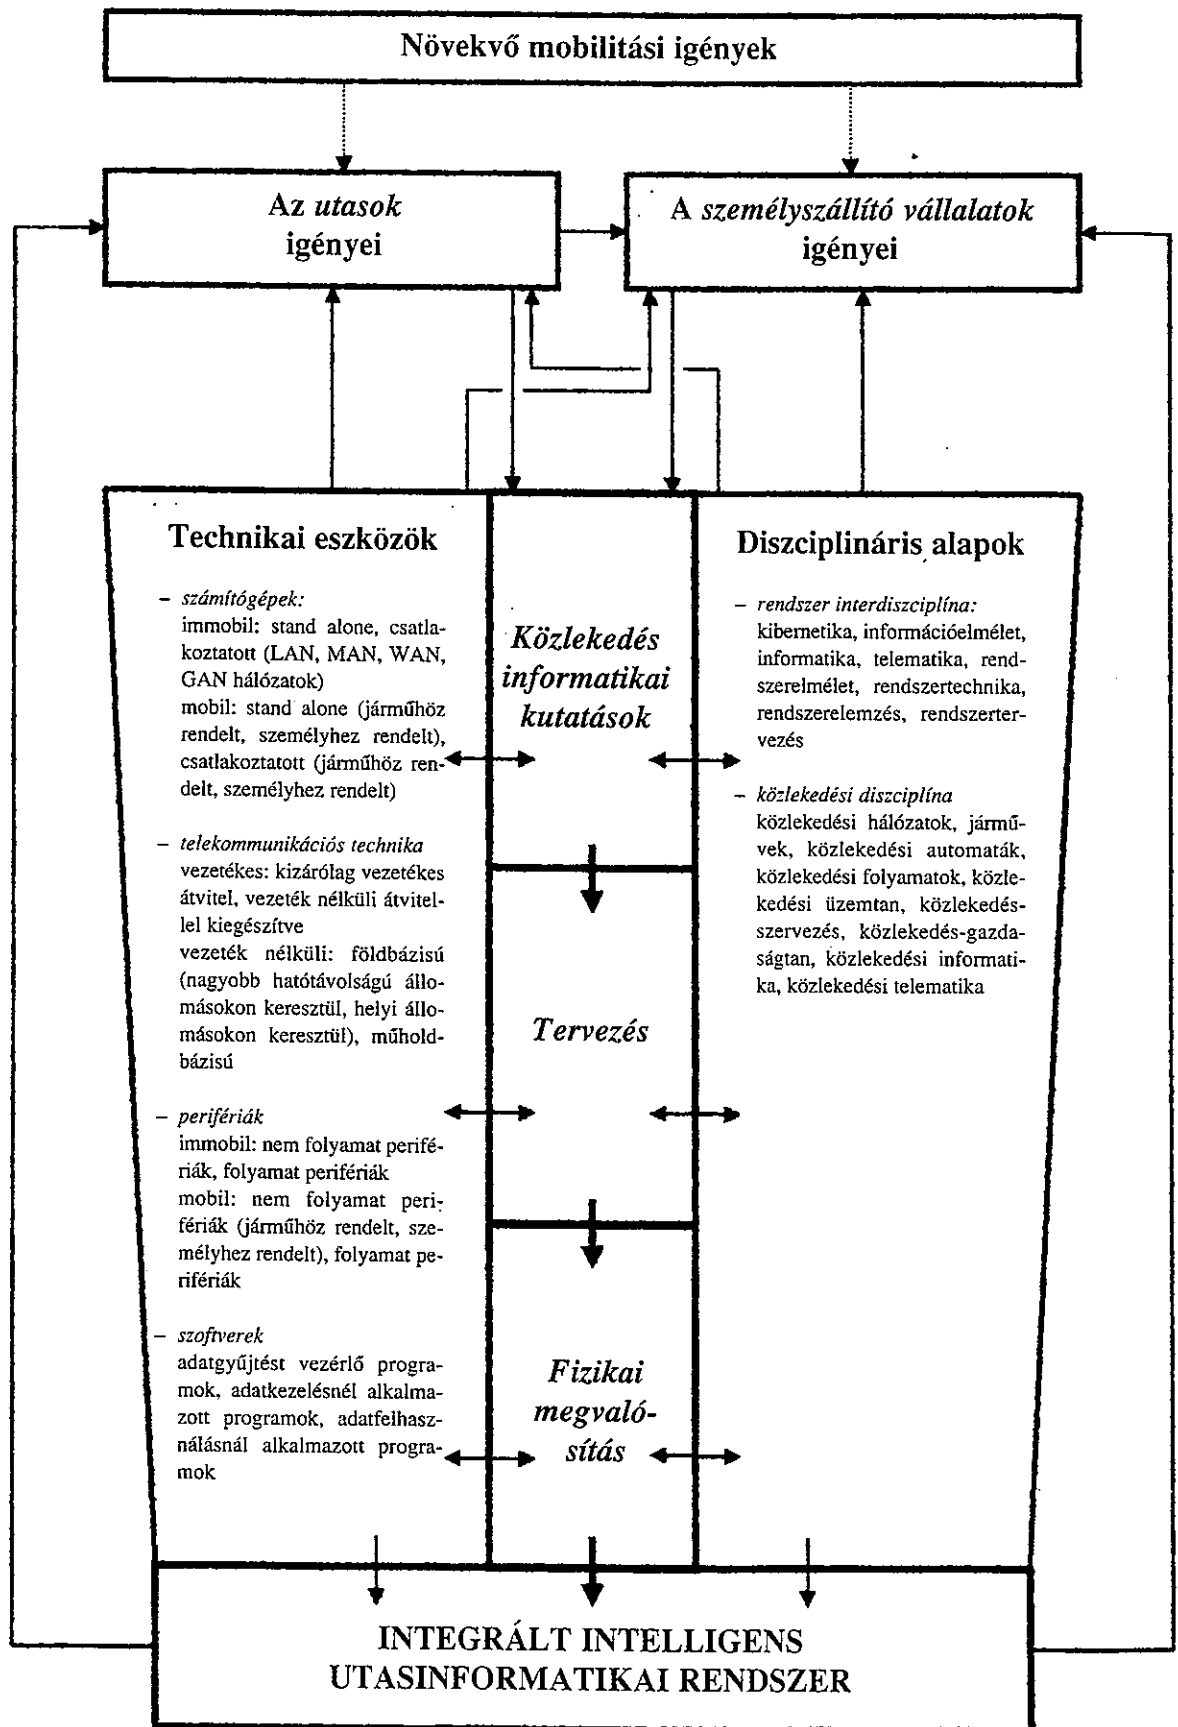 Növekvő mobilitási igények
Az utasok
igényei
A személyszállító vállalatok
igényei
Technikai eszközök
– számítógépek:
immobil: stand alone, csatla-
koztatott (LAN, MAN, WAN,
GAN hálózatok)
mobil: stand alone (járműhöz
rendelt, személyhez rendelt),
csatlakoztatott (járműhöz ren-
delt, személyhez rendelt)
– telekommunikációs technika
vezetékes: kizárólag vezetékes
átvitel, vezeték nélküli átvitel-
lel kiegészítve
vezeték nélküli: földbázisú
(nagyobb hatótávolságú állo-
másokon keresztül, helyi állo-
másokon keresztül), műhold-
bázisú
– perifériák
immobil: nem folyamat perifé-
riák, folyamat perifériák
mobil: nem folyamat peri-
fériák (járműhöz rendelt, sze-
mélyhez rendelt), folyamat pe-
rifériák
– szoftverek
adatgyűjtést vezérlő progra-
mok, adatkezelésnél alkalma-
zott programok, adatfelhasz-
nálásnál alkalmazott progra-
mok
Közlekedés
informatikai
kutatások
Tervezés
Fizikai
megvaló-
sítás
Diszciplináris alapok
– rendszer interdiszciplína:
kibernetika, információelmélet,
informatika, telematika, rend-
szerelmélet, rendszertechnika,
rendszerelemzés, rendszerter-
vezés
– közlekedési diszciplína
közlekedési hálózatok, jármű-
vek, közlekedési automaták,
közlekedési folyamatok, közle-
kedési üzemtan, közlekedés-
szervezés, közlekedés-gazda-
ságtan, közlekedési informati-
ka, közlekedési telematika
INTEGRÁLT INTELLIGENS
UTASINFORMATIKAI RENDSZER